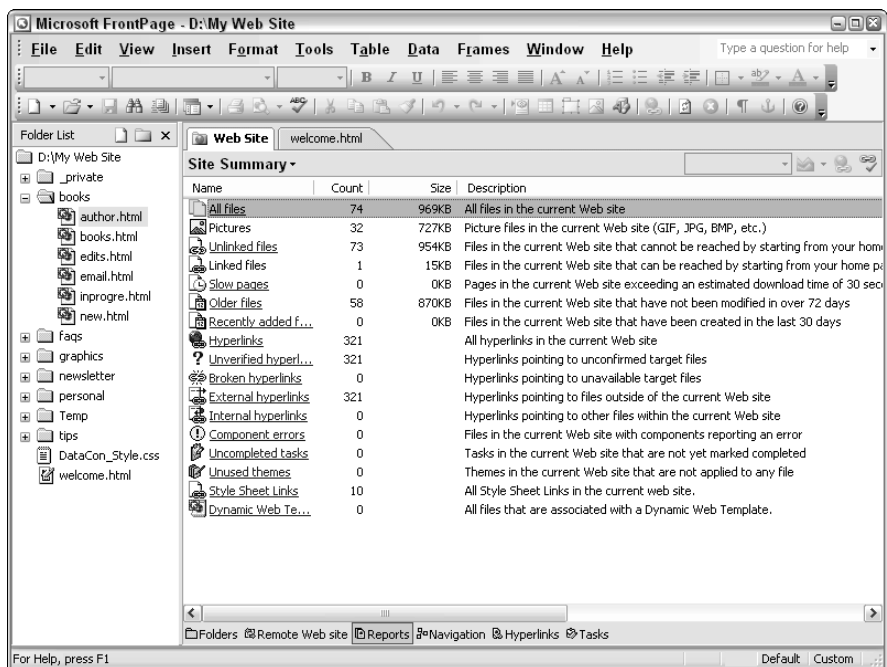 Microsoft FrontPage - D:\My Web Site
File Edit View Insert Format Tools Table Data Frames Window Help Type a question for help
B I U A A ab A
ABC
Folder List
D:\My Web Site
_private
books
author.html
books.html
edits.html
email.html
inprogre.html
new.html
faqs
graphics
newsletter
personal
Temp
tips
DataCon_Style.css
welcome.html
Web Site welcome.html
Site Summary
Name Count Size Description
All files 74 969KB All files in the current Web site
Pictures 32 727KB Picture files in the current Web site (GIF, JPG, BMP, etc.)
Unlinked files 73 954KB Files in the current Web site that cannot be reached by starting from your hom
Linked files 1 15KB Files in the current Web site that can be reached by starting from your home pa
Slow pages 0 0KB Pages in the current Web site exceeding an estimated download time of 30 sec
Older files 58 870KB Files in the current Web site that have not been modified in over 72 days
Recently added f... 0 0KB Files in the current Web site that have been created in the last 30 days
Hyperlinks 321 All hyperlinks in the current Web site
? Unverified hyperl... 321 Hyperlinks pointing to unconfirmed target files
Broken hyperlinks 0 Hyperlinks pointing to unavailable target files
External hyperlinks 321 Hyperlinks pointing to files outside of the current Web site
Internal hyperlinks 0 Hyperlinks pointing to other files within the current Web site
Component errors 0 Files in the current Web site with components reporting an error
Uncompleted tasks 0 Tasks in the current Web site that are not yet marked completed
Unused themes 0 Themes in the current Web site that are not applied to any file
Style Sheet Links 10 All Style Sheet Links in the current web site.
Dynamic Web Te... 0 All files that are associated with a Dynamic Web Template.
Folders Remote Web site Reports Navigation Hyperlinks Tasks
For Help, press F1 Default Custom